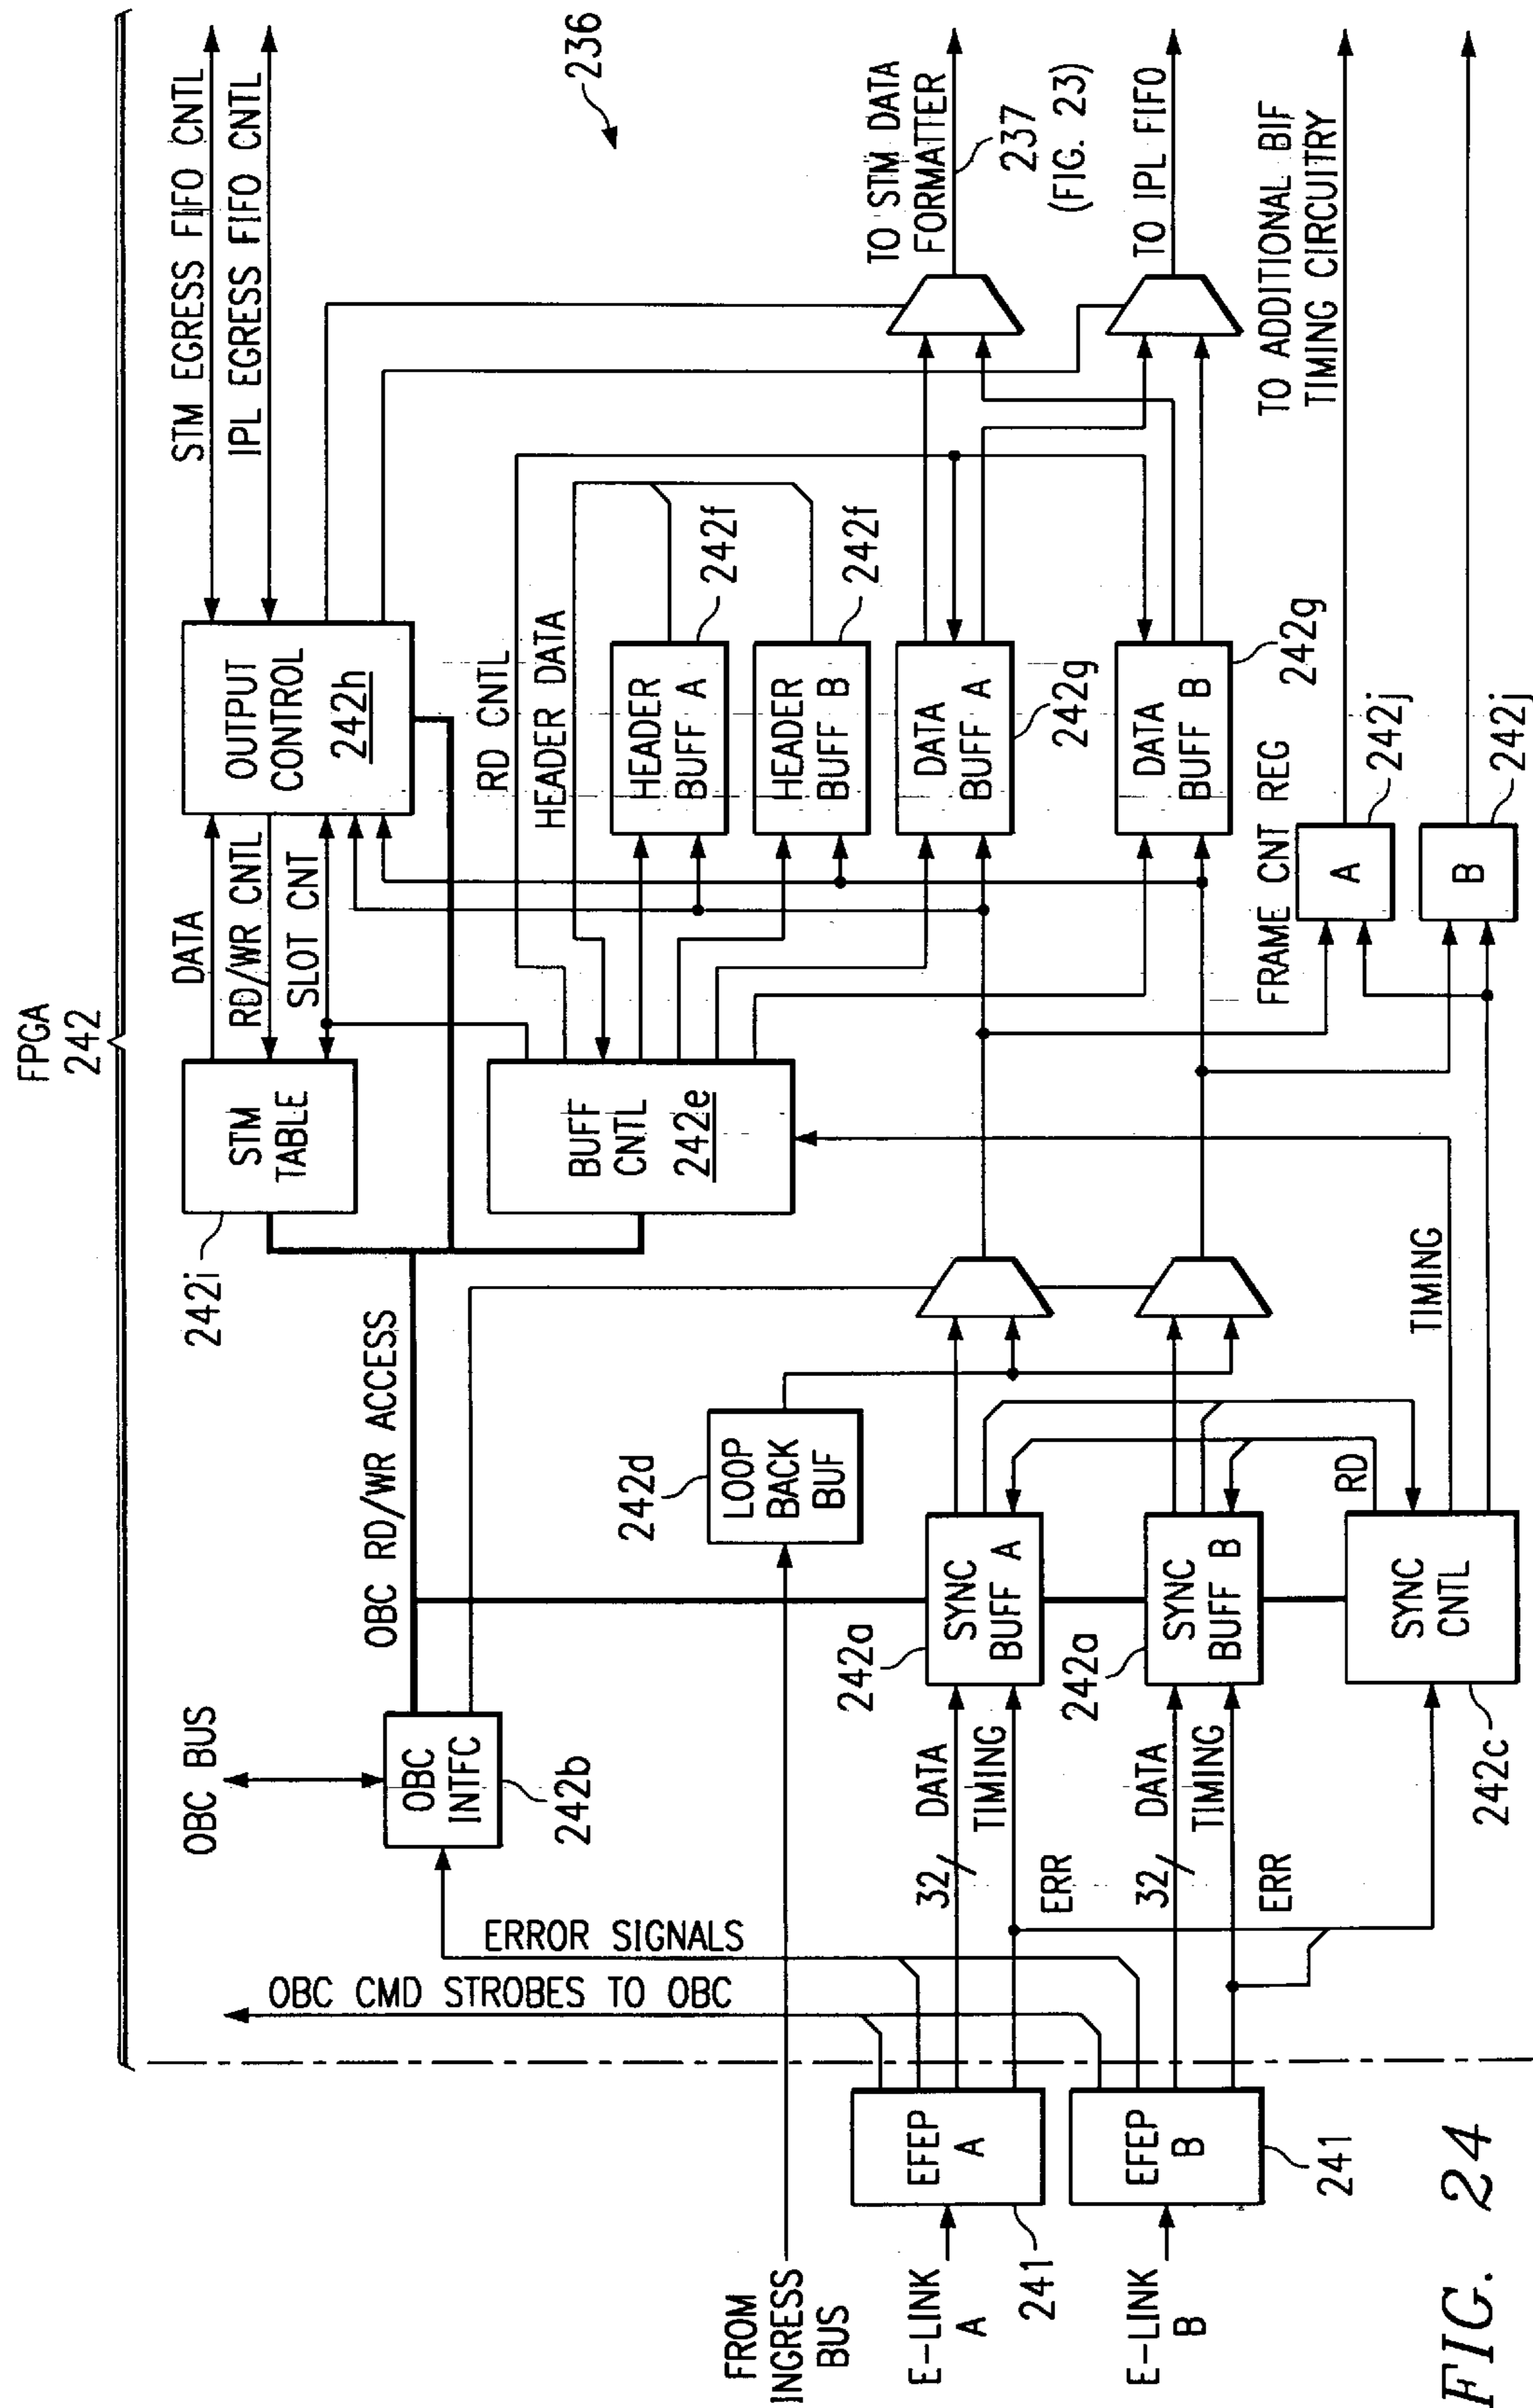 FPGA
242
STM EGRESS FIFO CNTL
IPL EGRESS FIFO CNTL
236
OBC BUS
OBC
INTFC
242b
OBC RD/WR ACCESS
ERROR SIGNALS
OBC CMD STROBES TO OBC
242i
STM
TABLE
DATA
RD/WR CNTL
SLOT CNT
OUTPUT
CONTROL
242h
BUFF
CNTL
242e
RD CNTL
HEADER DATA
HEADER
BUFF A
242f
HEADER
BUFF B
242f
DATA
BUFF A
242g
DATA
BUFF B
242g
TO STM DATA
FORMATTER
237
(FIG. 23)
TO IPL FIFO
TO ADDITIONAL BIF
TIMING CIRCUITRY
FROM
INGRESS
BUS
242d
LOOP
BACK
BUF
E-LINK
A
241
EFEP
A
32
DATA
TIMING
ERR
242a
SYNC
BUFF A
E-LINK
B
241
EFEP
B
32
DATA
TIMING
ERR
242a
SYNC
BUFF B
RD
SYNC
CNTL
242c
TIMING
FRAME CNT REG
A
242j
B
242j
FIG. 24